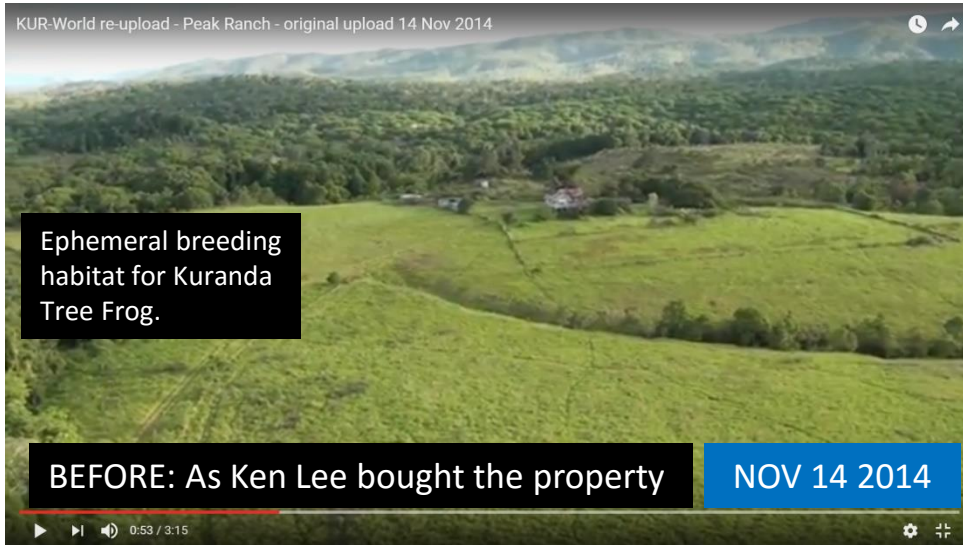 KUR-World re-upload - Peak Ranch - original upload 14 Nov 2014
Ephemeral breeding
habitat for Kuranda
Tree Frog.
BEFORE: As Ken Lee bought the property
NOV 14 2014
0:53 / 3:15